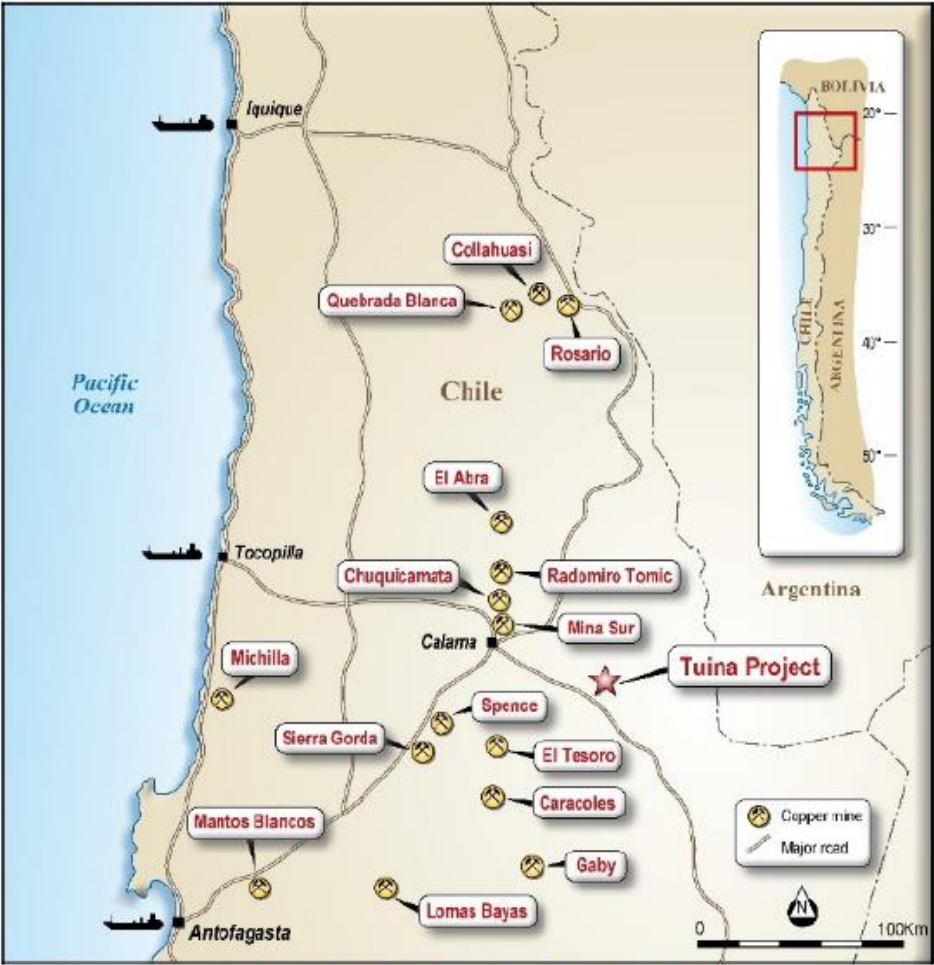 BOLIVIA
20°
30°
CHILE
ARGENTINA
40°
50°
Iquique
Collahuasi
Quebrada Blanca
Rosario
Pacific
Ocean
Chile
El Abra
Tocopilla
Chuquicamata
Radomiro Tomic
Argentina
Mina Sur
Calama
Michilla
Tuina Project
Spence
Sierra Gorda
El Tesoro
Caracoles
Mantos Blancos
Copper mine
Major road
Gaby
Lomas Bayas
N
Antofagasta
0
100Km